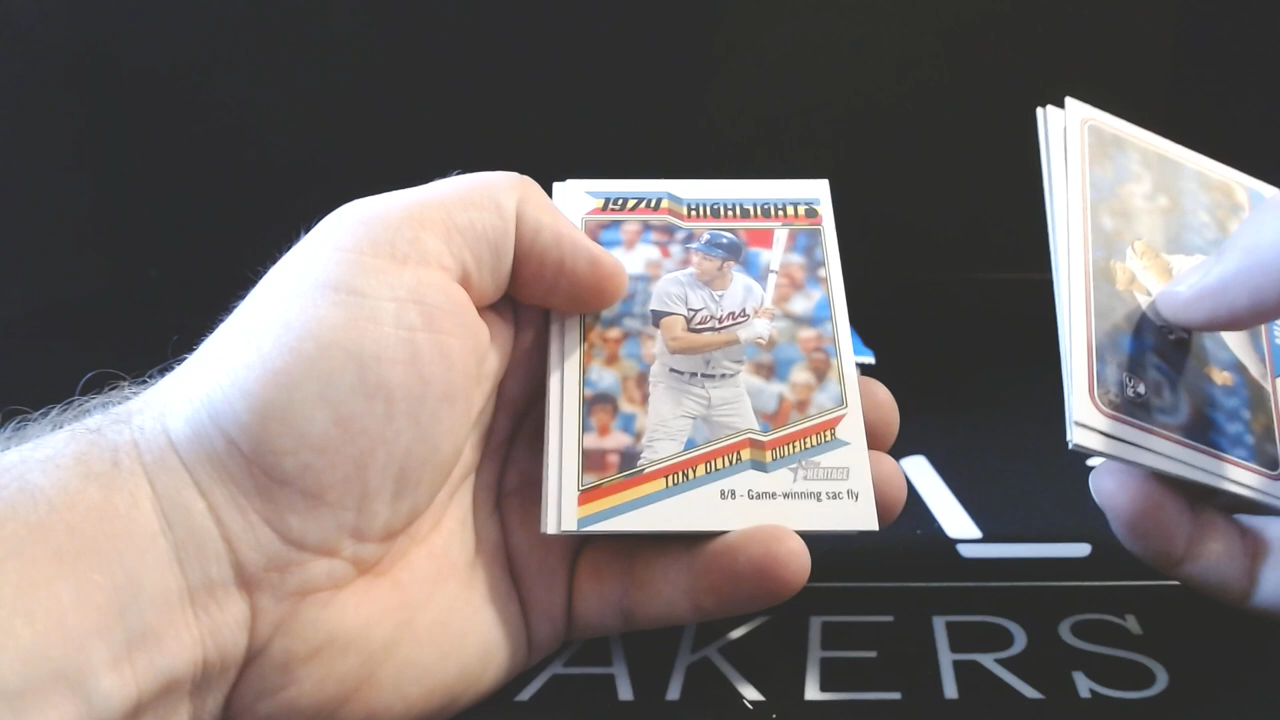 1974 HIGHLIGHTS
Twins
TONY OLIVA OUTFIELDER
HERITAGE
8/8 - Game-winning sac fly
AKERS